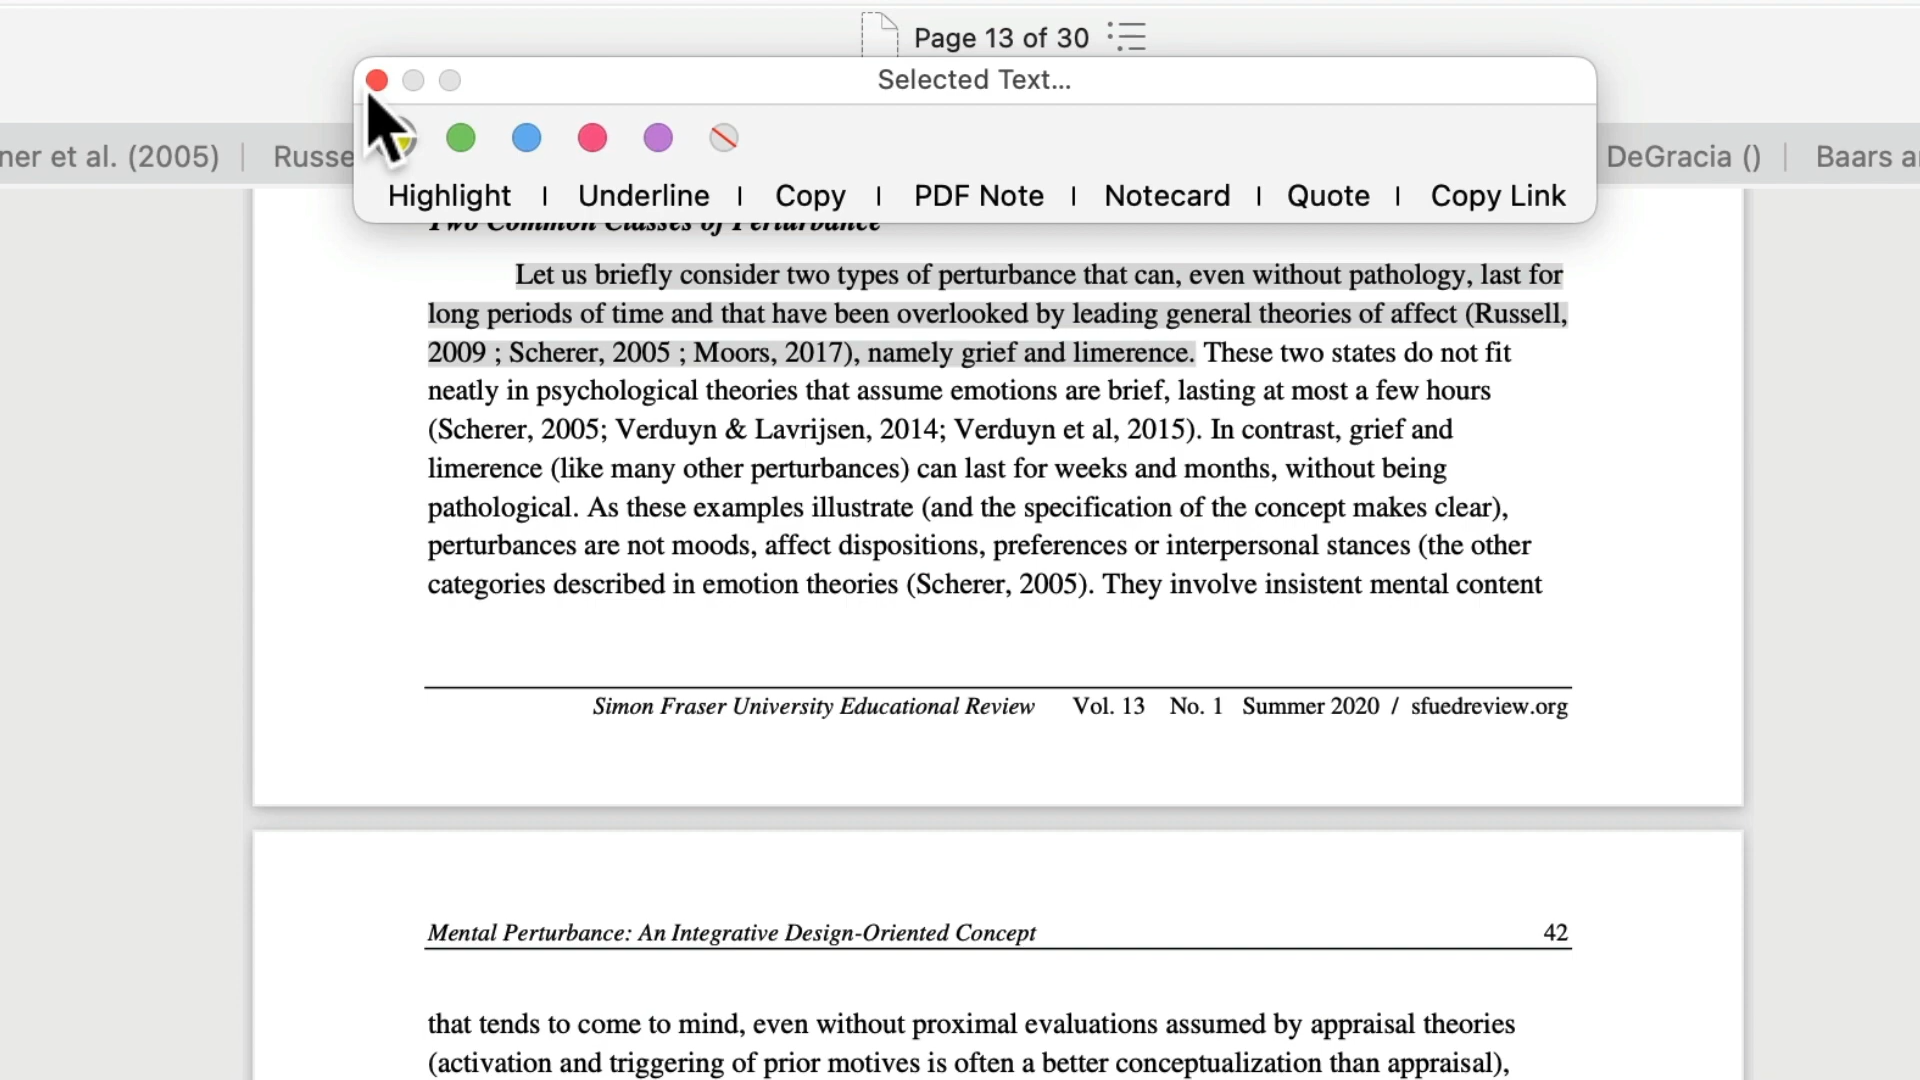 Page 13 of 30
Selected Text...
ner et al. (2005) | Russe
DeGracia () | Baars a
Highlight | Underline | Copy | PDF Note | Notecard | Quote | Copy Link
Two Common Classes of Perturbance
Let us briefly consider two types of perturbance that can, even without pathology, last for
long periods of time and that have been overlooked by leading general theories of affect (Russell,
2009 ; Scherer, 2005 ; Moors, 2017), namely grief and limerence. These two states do not fit
neatly in psychological theories that assume emotions are brief, lasting at most a few hours
(Scherer, 2005; Verduyn & Lavrijsen, 2014; Verduyn et al, 2015). In contrast, grief and
limerence (like many other perturbances) can last for weeks and months, without being
pathological. As these examples illustrate (and the specification of the concept makes clear),
perturbances are not moods, affect dispositions, preferences or interpersonal stances (the other
categories described in emotion theories (Scherer, 2005). They involve insistent mental content
Simon Fraser University Educational Review Vol. 13 No. 1 Summer 2020 / sfuedreview.org
Mental Perturbance: An Integrative Design-Oriented Concept 42
that tends to come to mind, even without proximal evaluations assumed by appraisal theories
(activation and triggering of prior motives is often a better conceptualization than appraisal),